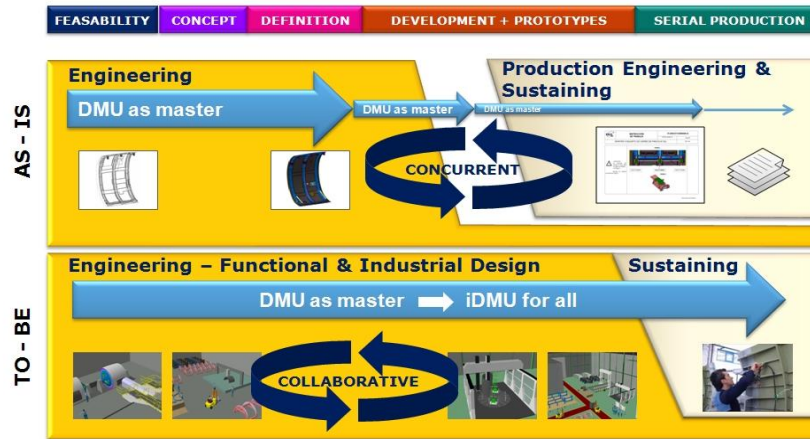 FEASABILITY
CONCEPT
DEFINITION
DEVELOPMENT + PROTOTYPES
SERIAL PRODUCTION
AS - IS
Engineering
Production Engineering &
Sustaining
DMU as master
DMU as master
DMU as master
CONCURRENT
TO - BE
Engineering – Functional & Industrial Design
Sustaining
DMU as master
iDMU for all
COLLABORATIVE